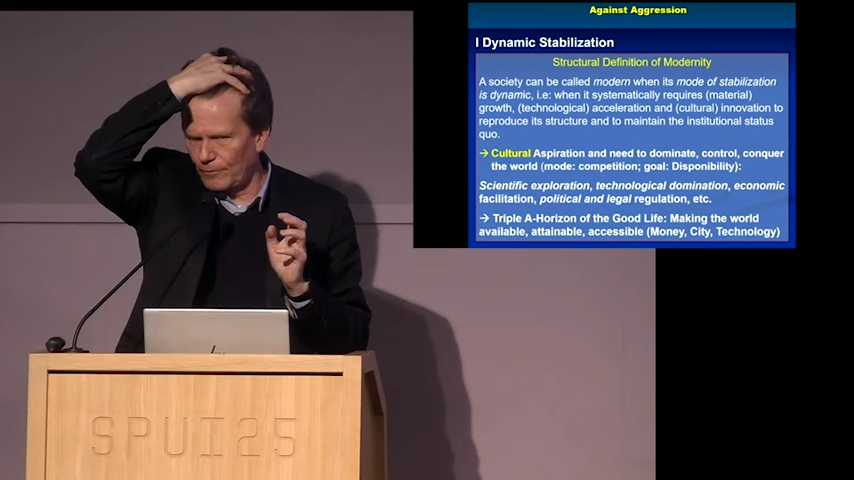 Against Aggression
I Dynamic Stabilization
Structural Definition of Modernity
A society can be called modern when its mode of stabilization
is dynamic, i.e: when it systematically requires (material)
growth, (technological) acceleration and (cultural) innovation to
reproduce its structure and to maintain the institutional status
quo.
→ Cultural Aspiration and need to dominate, control, conquer
the world (mode: competition; goal: Disponibility):
Scientific exploration, technological domination, economic
facilitation, political and legal regulation, etc.
→ Triple A-Horizon of the Good Life: Making the world
available, attainable, accessible (Money, City, Technology)
SPUI25